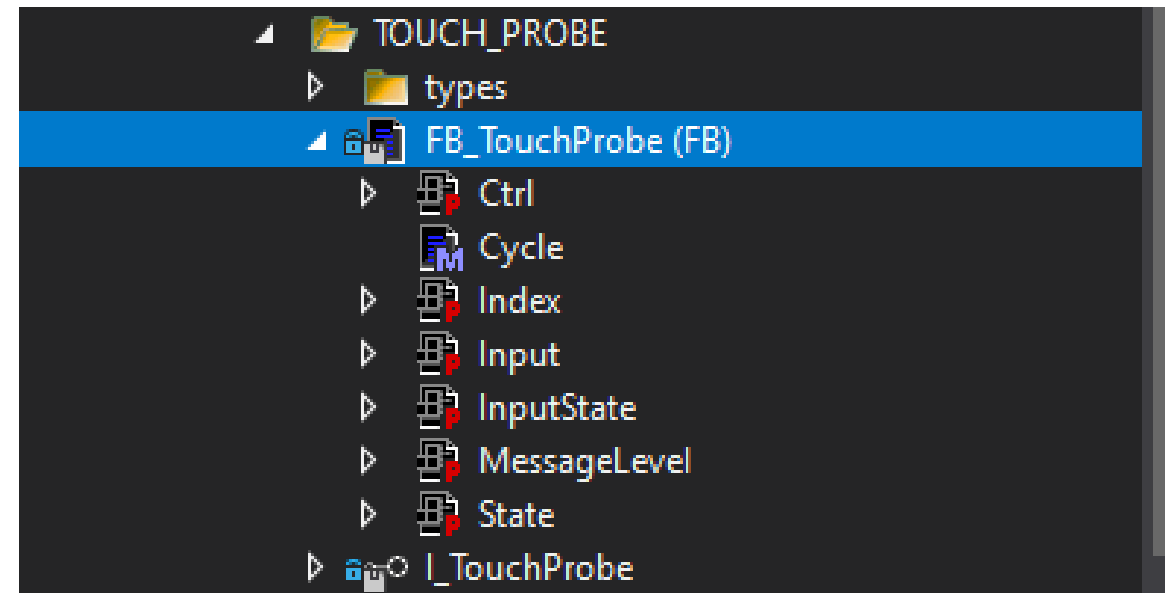 TOUCH_PROBE
types
FB_TouchProbe (FB)
Ctrl
Cycle
Index
Input
InputState
MessageLevel
State
I_TouchProbe